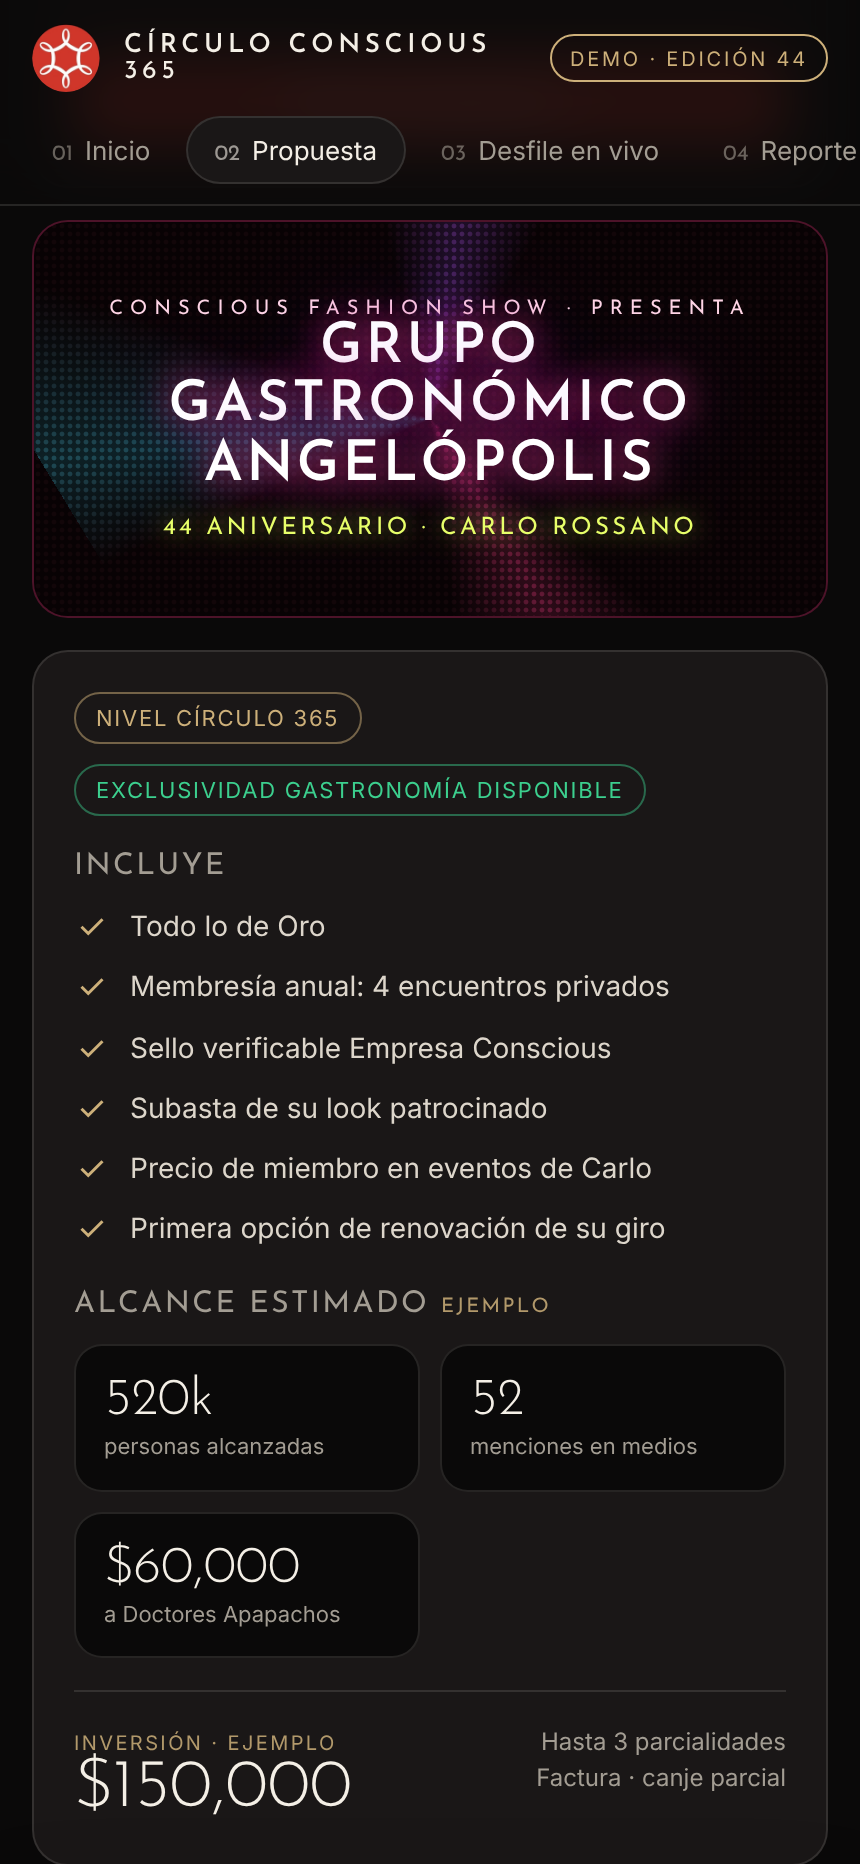 CÍRCULO CONSCIOUS
365
DEMO · EDICIÓN 44
01 Inicio
02 Propuesta
03 Desfile en vivo
04 Reporte
CONSCIOUS FASHION SHOW · PRESENTA
GRUPO
GASTRONÓMICO
ANGELÓPOLIS
44 ANIVERSARIO · CARLO ROSSANO
NIVEL CÍRCULO 365
EXCLUSIVIDAD GASTRONOMÍA DISPONIBLE
INCLUYE
Todo lo de Oro
Membresía anual: 4 encuentros privados
Sello verificable Empresa Conscious
Subasta de su look patrocinado
Precio de miembro en eventos de Carlo
Primera opción de renovación de su giro
ALCANCE ESTIMADO EJEMPLO
520k
personas alcanzadas
52
menciones en medios
$60,000
a Doctores Apapachos
INVERSIÓN · EJEMPLO
$150,000
Hasta 3 parcialidades
Factura · canje parcial